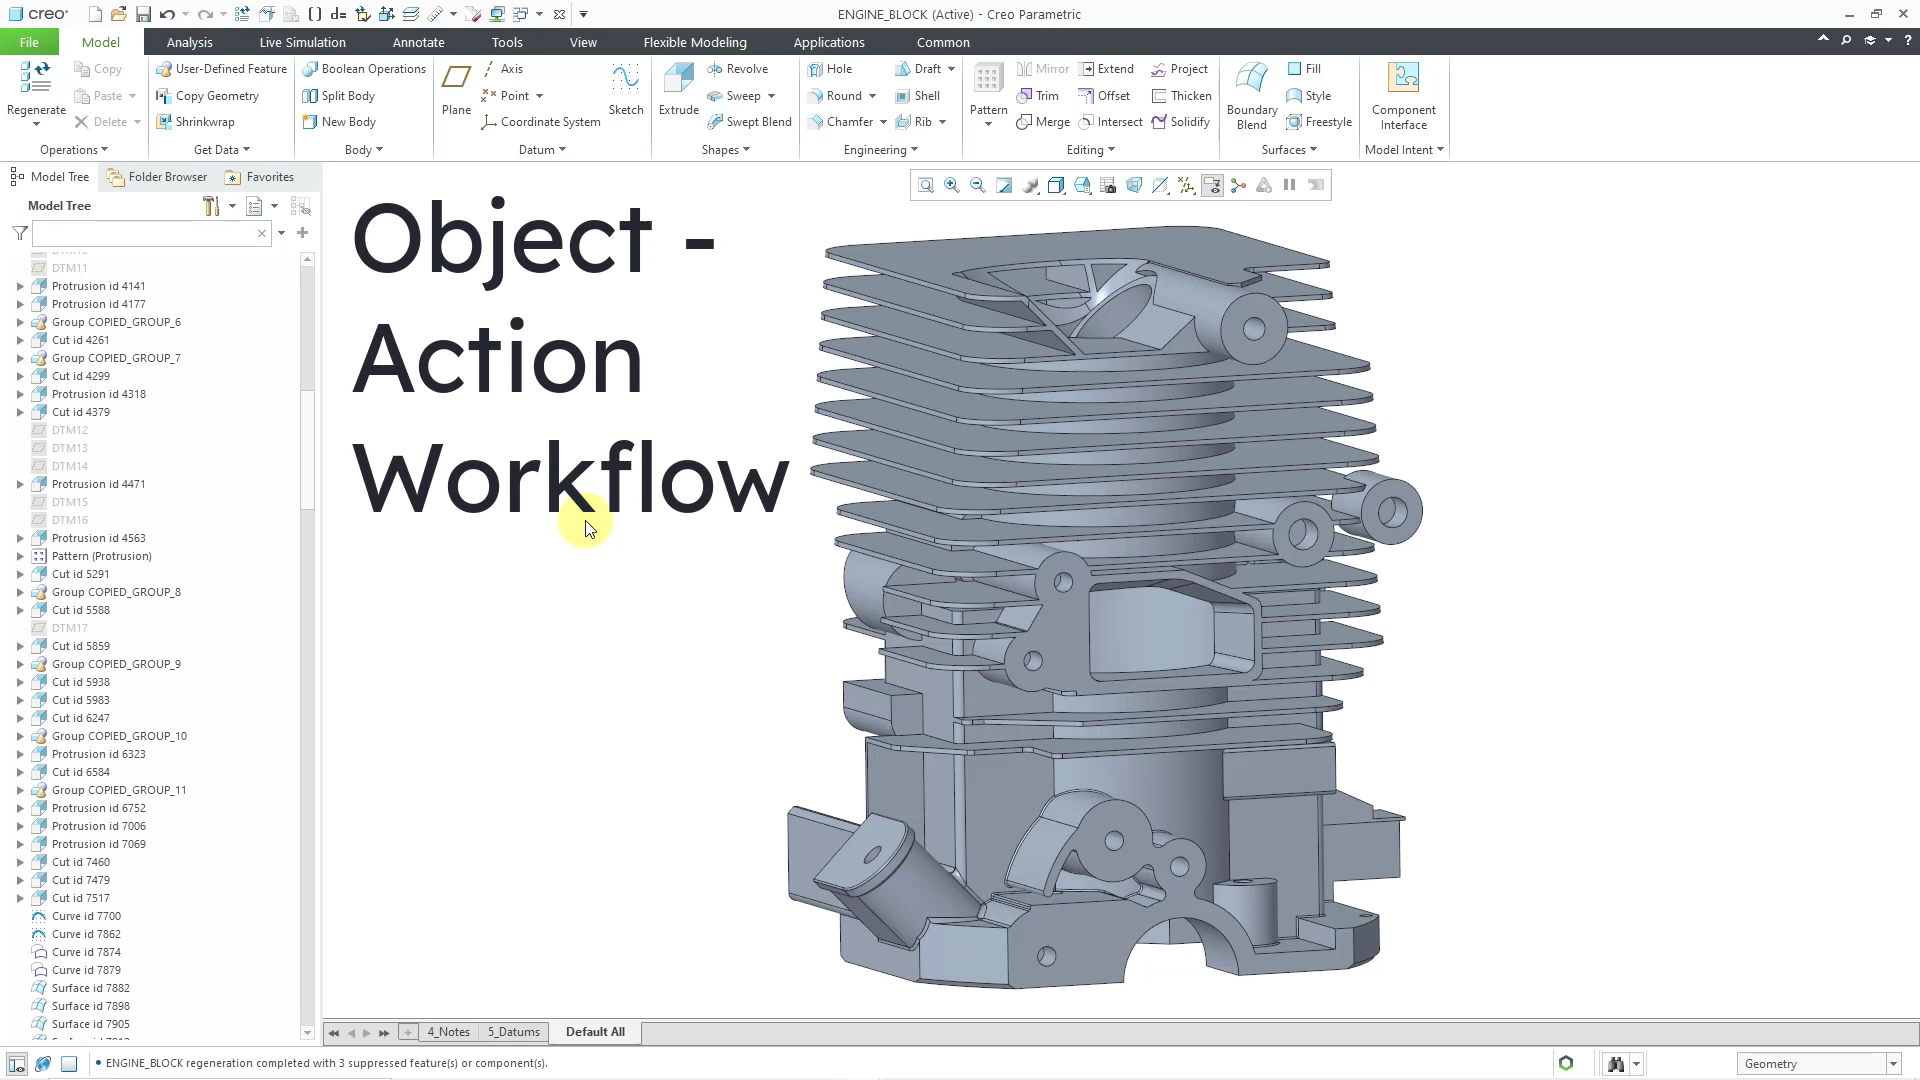 creo
ENGINE_BLOCK (Active) - Creo Parametric
File
Model
Analysis
Live Simulation
Annotate
Tools
View
Flexible Modeling
Applications
Common
Regenerate
Copy
Paste
Delete
Operations
User-Defined Feature
Copy Geometry
Shrinkwrap
Get Data
Boolean Operations
Split Body
New Body
Body
Plane
Axis
Point
Coordinate System
Sketch
Datum
Extrude
Revolve
Sweep
Swept Blend
Shapes
Hole
Round
Chamfer
Draft
Shell
Rib
Engineering
Pattern
Mirror
Trim
Merge
Extend
Offset
Intersect
Project
Thicken
Solidify
Editing
Boundary
Blend
Fill
Style
Freestyle
Surfaces
Component
Interface
Model Intent
Model Tree
Folder Browser
Favorites
Model Tree
DTM11
Protrusion id 4141
Protrusion id 4177
Group COPIED_GROUP_6
Cut id 4261
Group COPIED_GROUP_7
Cut id 4299
Protrusion id 4318
Cut id 4379
DTM12
DTM13
DTM14
Protrusion id 4471
DTM15
DTM16
Protrusion id 4563
Pattern (Protrusion)
Cut id 5291
Group COPIED_GROUP_8
Cut id 5588
DTM17
Cut id 5859
Group COPIED_GROUP_9
Cut id 5938
Cut id 5983
Cut id 6247
Group COPIED_GROUP_10
Protrusion id 6323
Cut id 6584
Group COPIED_GROUP_11
Protrusion id 6752
Protrusion id 7006
Protrusion id 7069
Cut id 7460
Cut id 7479
Cut id 7517
Curve id 7700
Curve id 7862
Curve id 7874
Curve id 7879
Surface id 7882
Surface id 7898
Surface id 7905
Object -
Action
Workflow
4_Notes
5_Datums
Default All
• ENGINE_BLOCK regeneration completed with 3 suppressed feature(s) or component(s).
Geometry